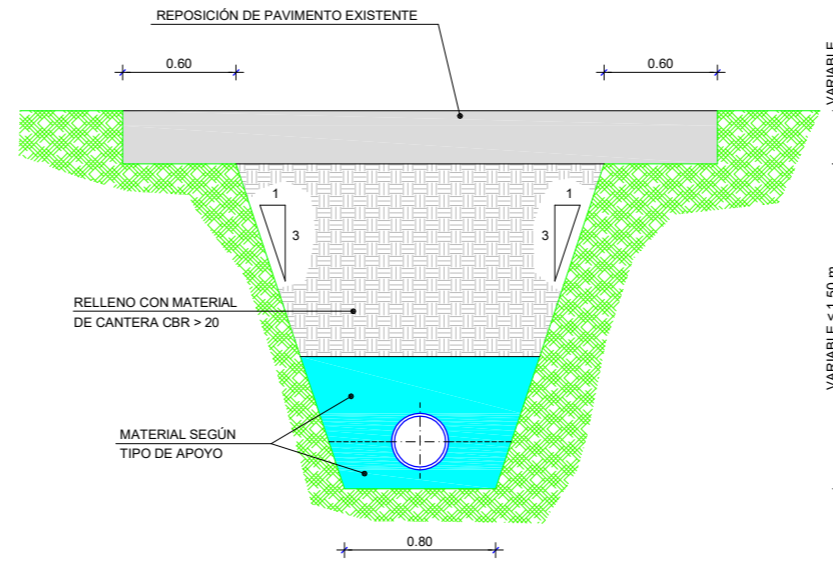 REPOSICIÓN DE PAVIMENTO EXISTENTE
0.60
0.60
VARIABLE
1
3
1
3
RELLENO CON MATERIAL
DE CANTERA CBR > 20
VARIABLE ≤ 1.50 m
MATERIAL SEGÚN
TIPO DE APOYO
0.80